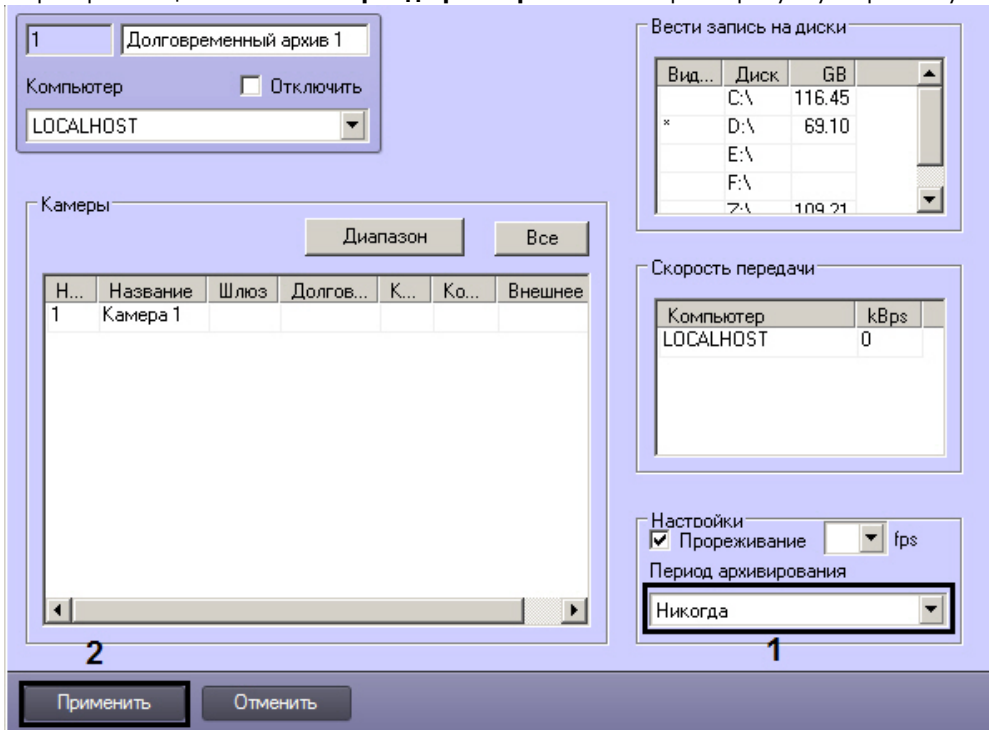 1 Долговременный архив 1
Компьютер Отключить
LOCALHOST
Вести запись на диски
Вид... Диск GB
C:\ 116.45
* D:\ 69.10
E:\
F:\
Z:\ 109.21
Камеры
Диапазон Все
Н... Название Шлюз Долгов... К... Ко... Внешнее
1 Камера 1
Скорость передачи
Компьютер kBps
LOCALHOST 0
Настройки
Прореживание fps
Период архивирования
Никогда
1
2
Применить Отменить